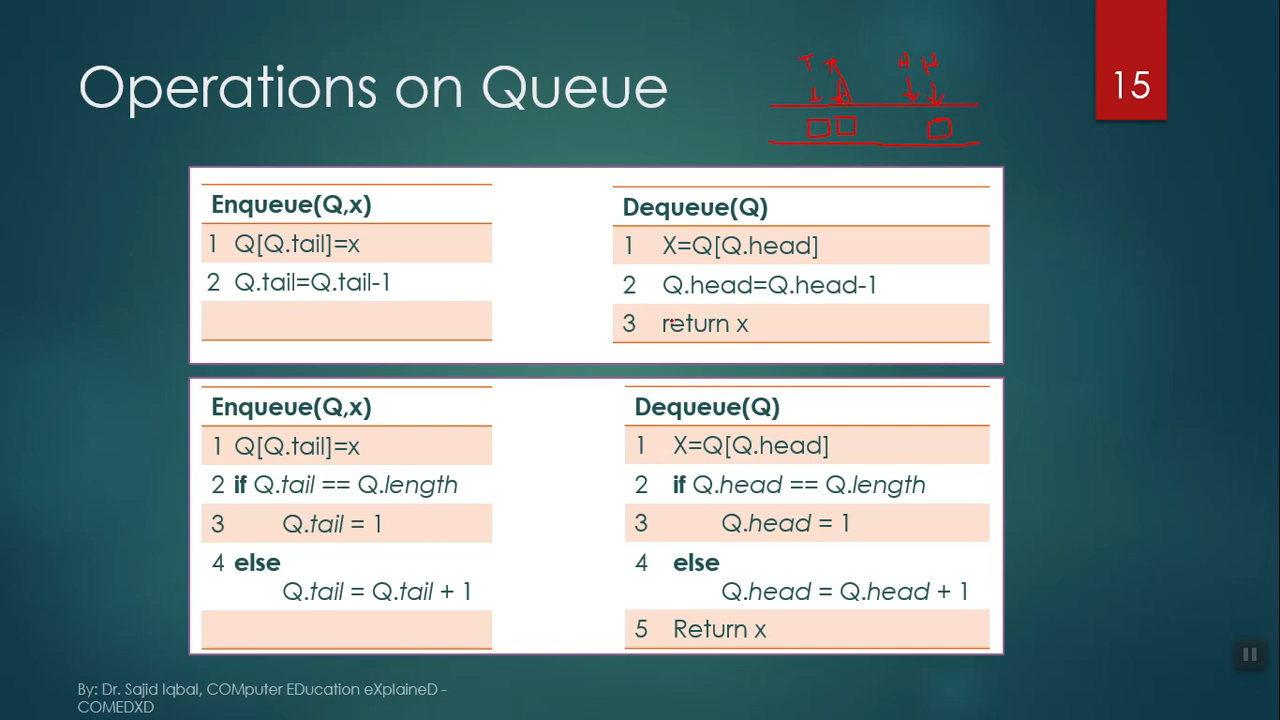 Operations on Queue
15
T T H H
Enqueue(Q,x)
1 Q[Q.tail]=x
2 Q.tail=Q.tail-1
Dequeue(Q)
1 X=Q[Q.head]
2 Q.head=Q.head-1
3 return x
Enqueue(Q,x)
1 Q[Q.tail]=x
2 if Q.tail == Q.length
3 Q.tail = 1
4 else
Q.tail = Q.tail + 1
Dequeue(Q)
1 X=Q[Q.head]
2 if Q.head == Q.length
3 Q.head = 1
4 else
Q.head = Q.head + 1
5 Return x
By: Dr. Sajid Iqbal, COMputer EDucation eXplaineD -
COMEDXD